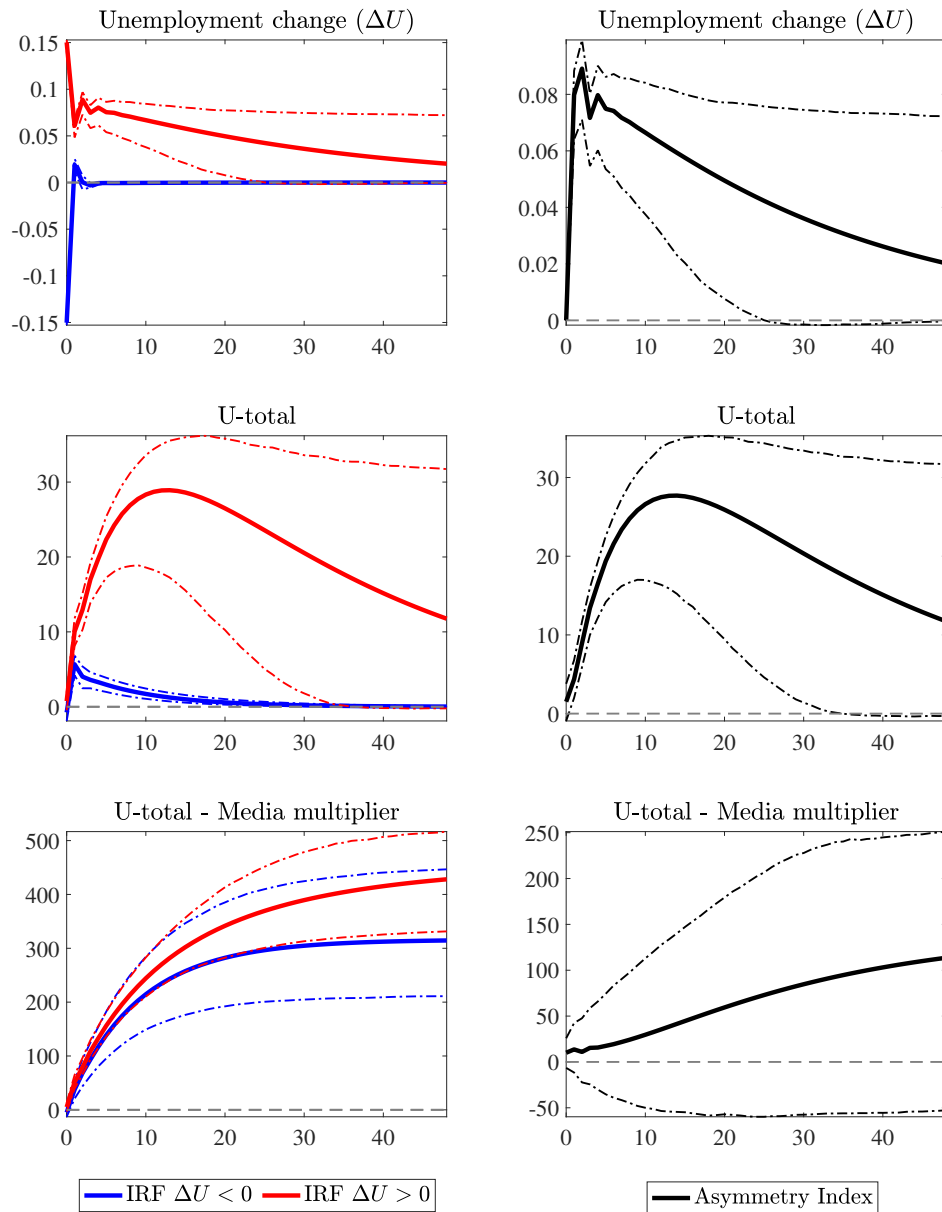 Unemployment change (ΔU)
0.15
0.1
0.05
0
-0.05
-0.1
-0.15
0 10 20 30 40
Unemployment change (ΔU)
0.08
0.06
0.04
0.02
0
0 10 20 30 40
U-total
30
20
10
0
0 10 20 30 40
U-total
30
20
10
0
0 10 20 30 40
U-total - Media multiplier
500
400
300
200
100
0
0 10 20 30 40
U-total - Media multiplier
250
200
150
100
50
0
-50
0 10 20 30 40
IRF ΔU < 0 IRF ΔU > 0
Asymmetry Index